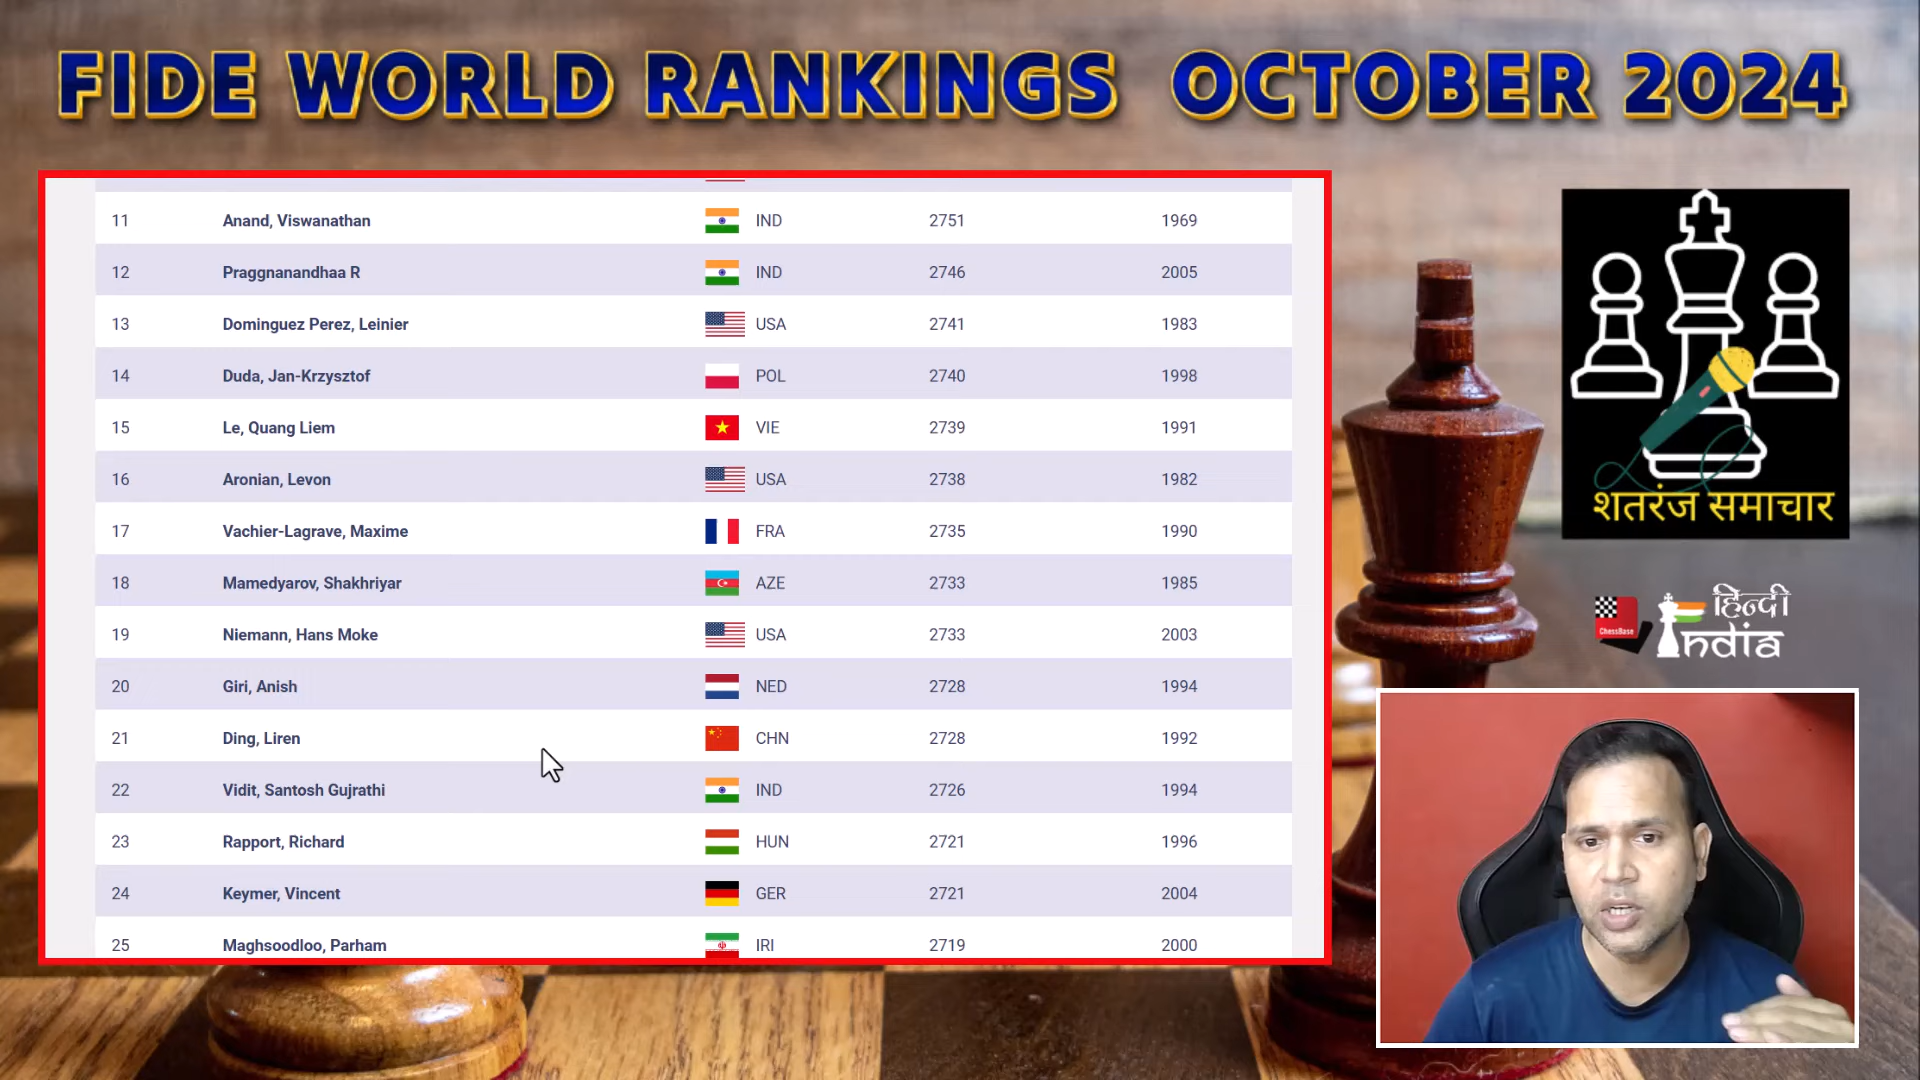 FIDE WORLD RANKINGS OCTOBER 2024
11 Anand, Viswanathan IND 2751 1969
12 Praggnanandhaa R IND 2746 2005
13 Dominguez Perez, Leinier USA 2741 1983
14 Duda, Jan-Krzysztof POL 2740 1998
15 Le, Quang Liem VIE 2739 1991
16 Aronian, Levon USA 2738 1982
17 Vachier-Lagrave, Maxime FRA 2735 1990
18 Mamedyarov, Shakhriyar AZE 2733 1985
19 Niemann, Hans Moke USA 2733 2003
20 Giri, Anish NED 2728 1994
21 Ding, Liren CHN 2728 1992
22 Vidit, Santosh Gujrathi IND 2726 1994
23 Rapport, Richard HUN 2721 1996
24 Keymer, Vincent GER 2721 2004
25 Maghsoodloo, Parham IRI 2719 2000
शतरंज समाचार
ChessBase
हिन्दी
India